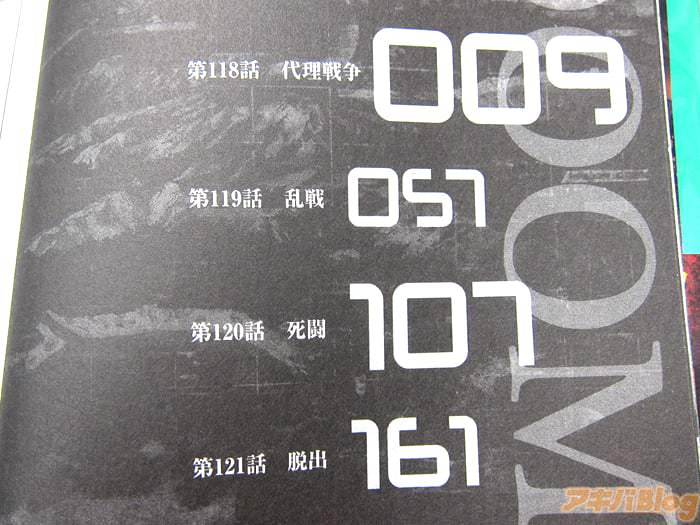 第118話 代理戦争 009
第119話 乱戦 057
第120話 死闘 107
第121話 脱出 161
OOM
アキバBlog